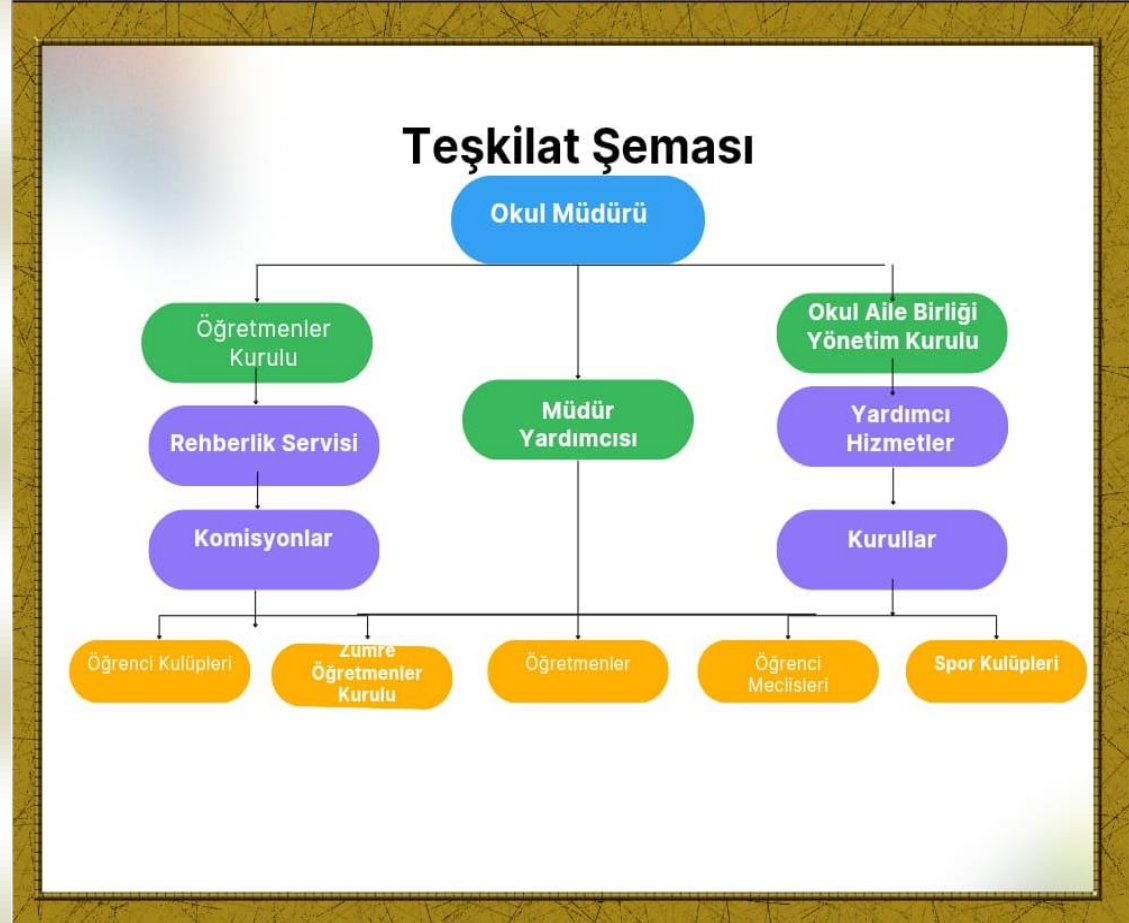 Teşkilat Şeması
Okul Müdürü
Öğretmenler
Kurulu
Okul Aile Birliği
Yönetim Kurulu
Müdür
Yardımcısı
Rehberlik Servisi
Yardımcı
Hizmetler
Komisyonlar
Kurullar
Öğrenci Kulüpleri
Zümre
Öğretmenler
Kurulu
Öğretmenler
Öğrenci
Meclisleri
Spor Kulüpleri